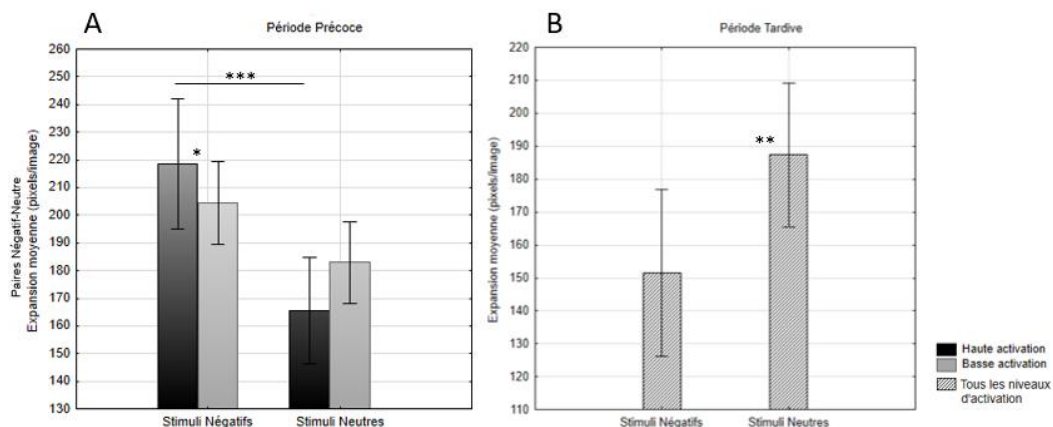 A
Période Précoce
Paires Négatif-Neutre
Expansion moyenne (pixels/image)
260
250
240
230
220
210
200
190
180
170
160
150
140
130
***
*
Stimuli Négatifs
Stimuli Neutres
B
Période Tardive
Expansion moyenne (pixels/image)
220
210
200
190
180
170
160
150
140
130
120
110
**
Stimuli Négatifs
Stimuli Neutres
Haute activation
Basse activation
Tous les niveaux
d'activation